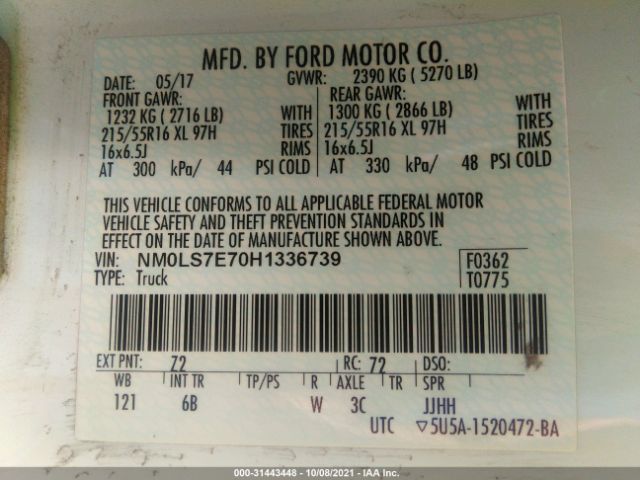 MFD. BY FORD MOTOR CO.
DATE: 05/17 GVWR: 2390 KG ( 5270 LB)
FRONT GAWR: REAR GAWR:
1232 KG ( 2716 LB) WITH 1300 KG ( 2866 LB) WITH
215/55R16 XL 97H TIRES 215/55R16 XL 97H TIRES
16x6.5J RIMS 16x6.5J RIMS
AT 300 kPa/ 44 PSI COLD AT 330 kPa/ 48 PSI COLD
THIS VEHICLE CONFORMS TO ALL APPLICABLE FEDERAL MOTOR
VEHICLE SAFETY AND THEFT PREVENTION STANDARDS IN
EFFECT ON THE DATE OF MANUFACTURE SHOWN ABOVE.
VIN: NM0LS7E70H1336739 F0362
TYPE: Truck T0775
EXT PNT: 72 RC: 72 DSO:
WB INT TR TP/PS R AXLE TR SPR
121 6B W 3C JJHH
UTC ▽5U5A-1520472-BA
000-31443448 - 10/08/2021 - IAA Inc.